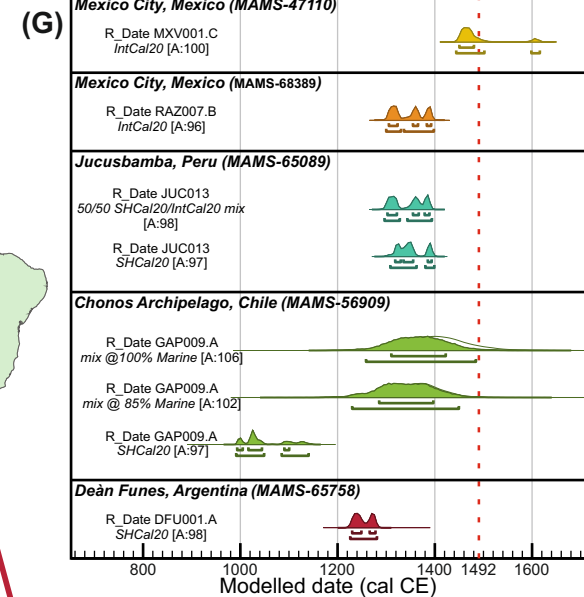 Mexico City, Mexico (MAMS-47110)
(G)
R_Date MXV001.C
IntCal20 [A:100]
Mexico City, Mexico (MAMS-68389)
R_Date RAZ007.B
IntCal20 [A:96]
Jucusbamba, Peru (MAMS-65089)
R_Date JUC013
50/50 SHCal20/IntCal20 mix
[A:98]
R_Date JUC013
SHCal20 [A:97]
Chonos Archipelago, Chile (MAMS-56909)
R_Date GAP009.A
mix @100% Marine [A:106]
R_Date GAP009.A
mix @ 85% Marine [A:102]
R_Date GAP009.A
SHCal20 [A:97]
Deàn Funes, Argentina (MAMS-65758)
R_Date DFU001.A
SHCal20 [A:98]
800 1000 1200 1400 1492 1600
Modelled date (cal CE)